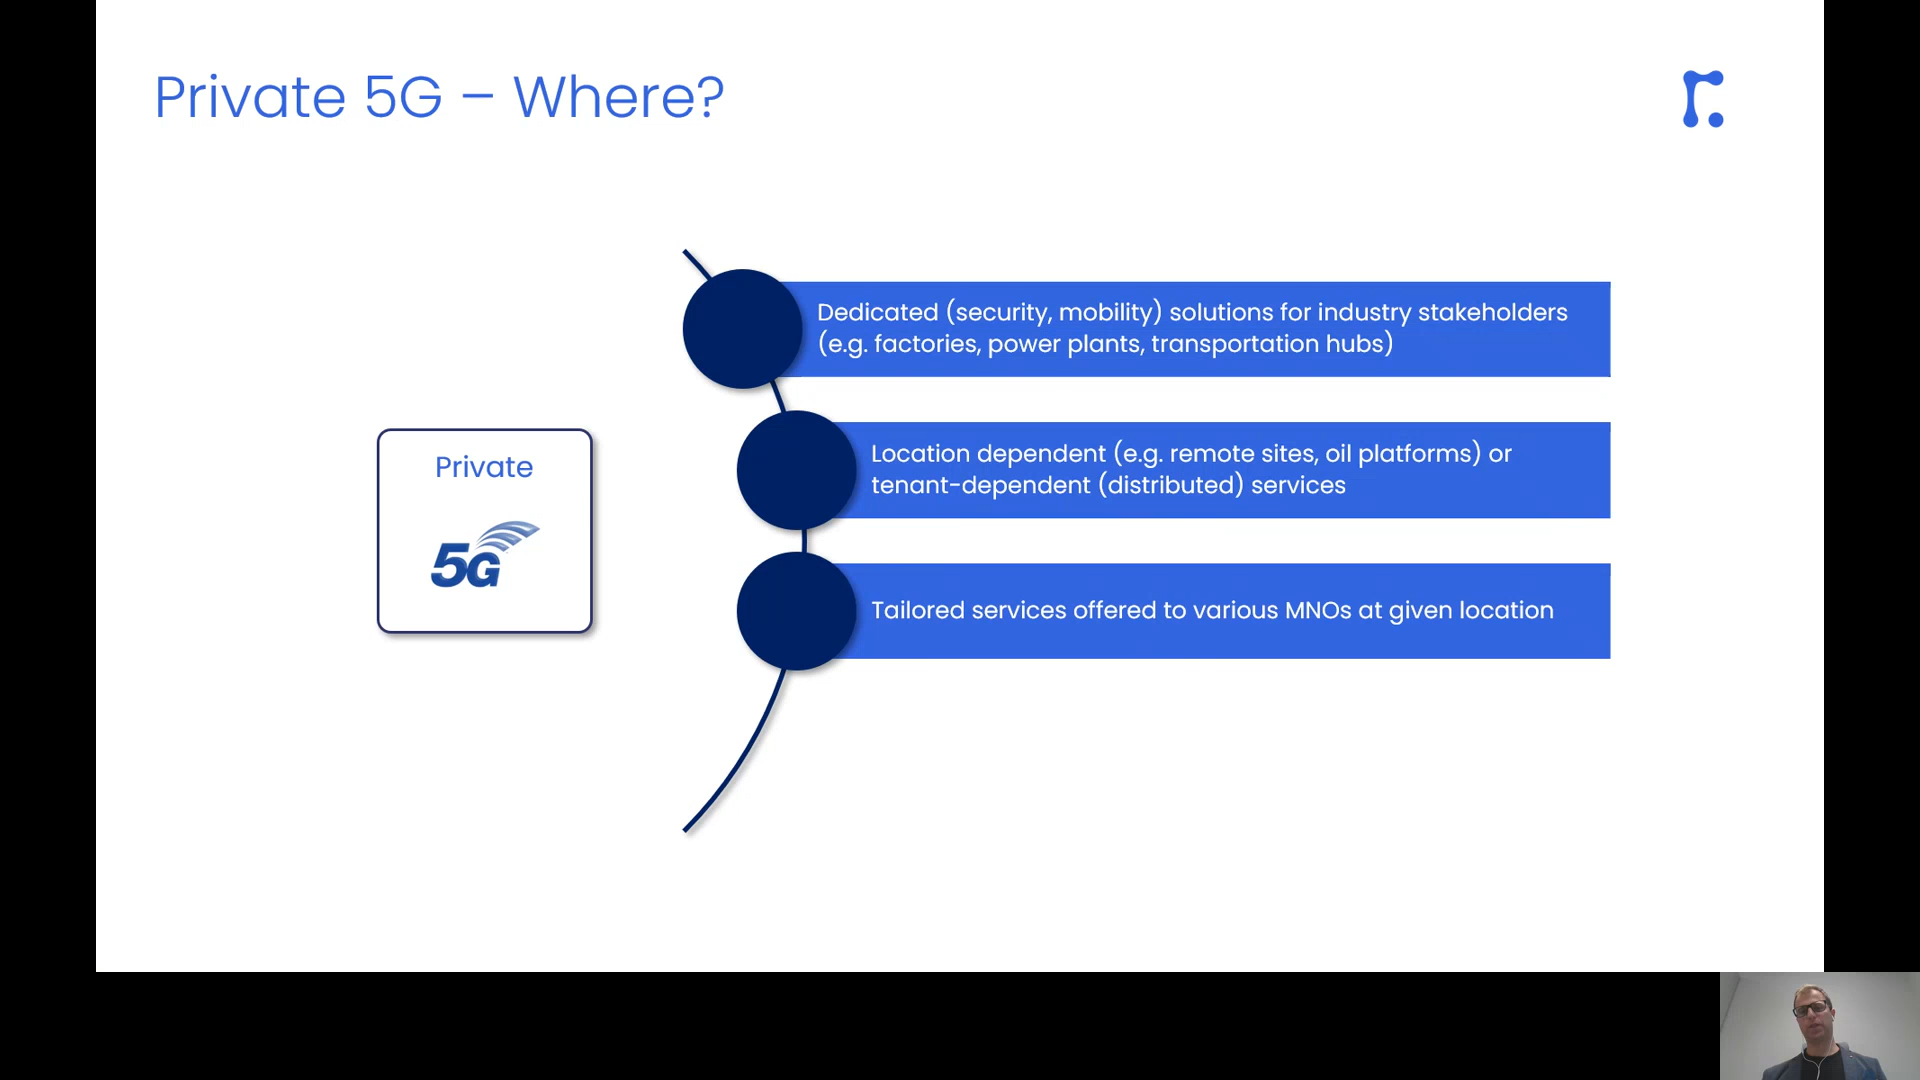 Private 5G – Where?
Dedicated (security, mobility) solutions for industry stakeholders
(e.g. factories, power plants, transportation hubs)
Location dependent (e.g. remote sites, oil platforms) or
tenant-dependent (distributed) services
Tailored services offered to various MNOs at given location
Private
5G
r.